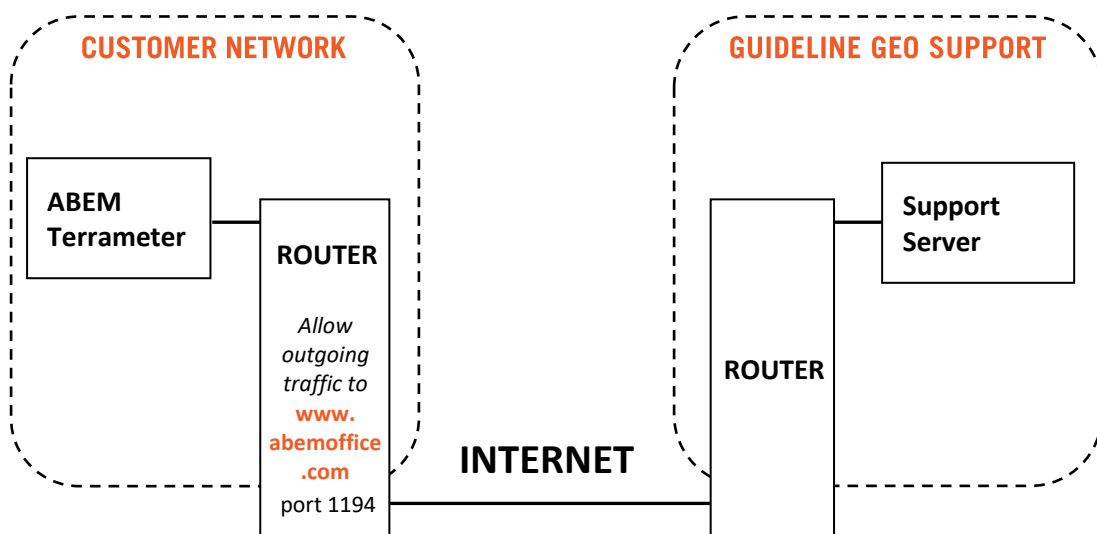 CUSTOMER NETWORK
GUIDELINE GEO SUPPORT
ABEM
Terrameter
ROUTER
Allow
outgoing
traffic to
www.
abemoffice
.com
port 1194
INTERNET
ROUTER
Support
Server